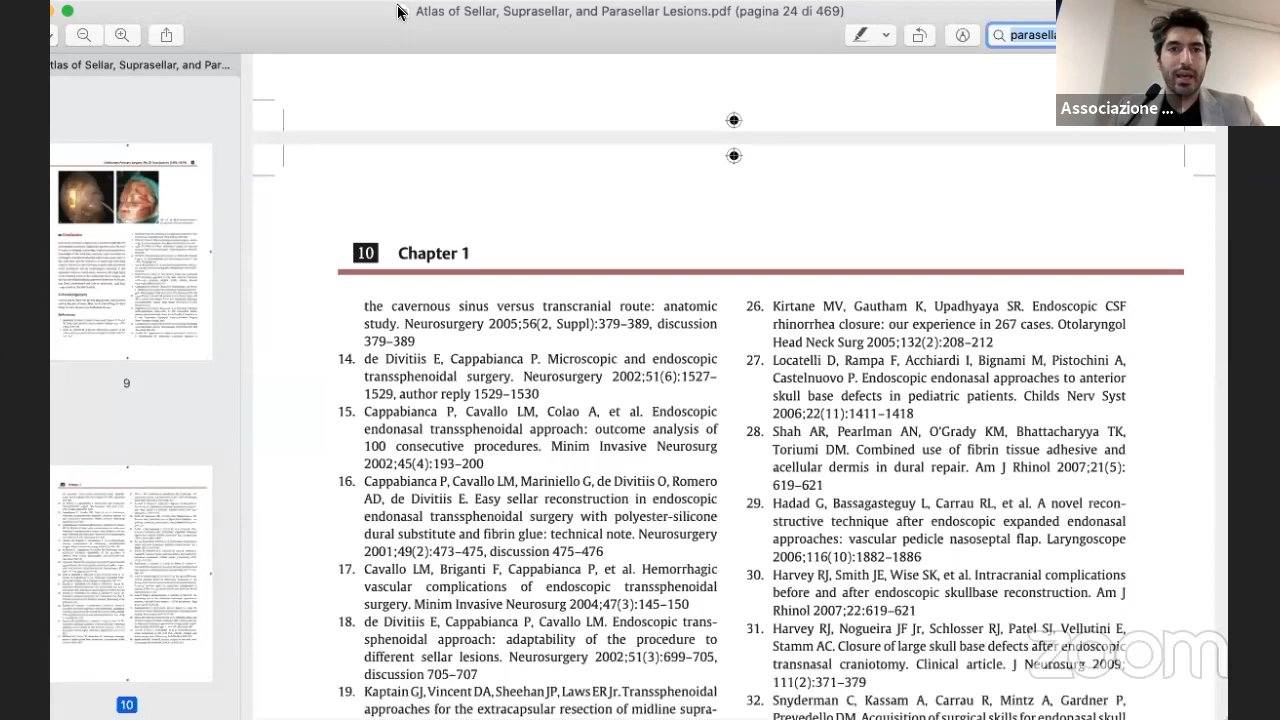 Atlas of Sellar, Suprasellar, and Parasellar Lesions.pdf (pagina 24 di 469)
parasella
tlas of Sellar, Suprasellar, and Par...
Associazione ...
9
10
10 Chapter 1
the cavernous sinus
anatomic
study. Neurosurgery
379–389, discussion
379–389
14. de Divitiis E, Cappabianca P. Microscopic and endoscopic
transsphenoidal surgery. Neurosurgery 2002;51(6):1527–
1529, author reply 1529–1530
15. Cappabianca P, Cavallo LM, Colao A, et al. Endoscopic
endonasal transsphenoidal approach: outcome analysis of
100 consecutive procedures. Minim Invasive Neurosurg
2002;45(4):193–200
16. Cappabianca P, Cavallo LM, Mariniello G, de Divitiis O, Romero
AD, de Divitiis E. Easy sellar reconstruction in endoscopic
endonasal transsphenoidal surgery with polyester-silicone
dural substitute and fibrin glue: technical note. Neurosurgery
2001;49(2):473–475, discussion 475–476
17. Cavallo LM, Briganti F, Cappabianca P, et al. Hemorrhagic
vascular complications of endoscopic transsphenoidal
surgery. Minim Invasive Neurosurg 2004;47(3):145–150
18. de Divitiis E, Cappabianca P, Cavallo LM. Endoscopic trans-
sphenoidal approach: adaptability of the procedure to
different sellar lesions. Neurosurgery 2002;51(3):699–705,
discussion 705–707
19. Kaptain GJ, Vincent DA, Sheehan JP, Laws ER Jr. Transsphenoidal
approaches for the extracapsular resection of midline supra-
26. Gannon K, Upadhyaya SR. Endoscopic CSF
rhinorrhea closure: our experience in 267 cases. Otolaryngol
Head Neck Surg 2005;132(2):208–212
27. Locatelli D, Rampa F, Acchiardi I, Bignami M, Pistochini A,
Castelnuovo P. Endoscopic endonasal approaches to anterior
skull base defects in pediatric patients. Childs Nerv Syst
2006;22(11):1411–1418
28. Shah AR, Pearlman AN, O'Grady KM, Bhattacharyya TK,
Toriumi DM. Combined use of fibrin tissue adhesive and
acellular dermis in dural repair. Am J Rhinol 2007;21(5):
619–621
29. Hadad G, Bassagasteguy L, Carrau RL, et al. A novel recon-
structive technique after endoscopic expanded endonasal
approaches: vascular pedicle nasoseptal flap. Laryngoscope
2006;116(10):1882–1886
30. Harvey RJ, Smith JE, Wise SK, et al. Intracranial complications
before and after endoscopic skullbase reconstruction. Am J
Rhinol 2008;22:619–621
31. Harvey RJ, Nogueira JF Jr, Schlosser RJ, Patel SJ, Vellutini E,
Stamm AC. Closure of large skull base defects after endoscopic
transnasal craniotomy. Clinical article. J Neurosurg 2009;
111(2):371–379
32. Snyderman C, Kassam A, Carrau R, Mintz A, Gardner P,
Prevedello DM. Acquisition of surgical skills for endonasal skull
zoom